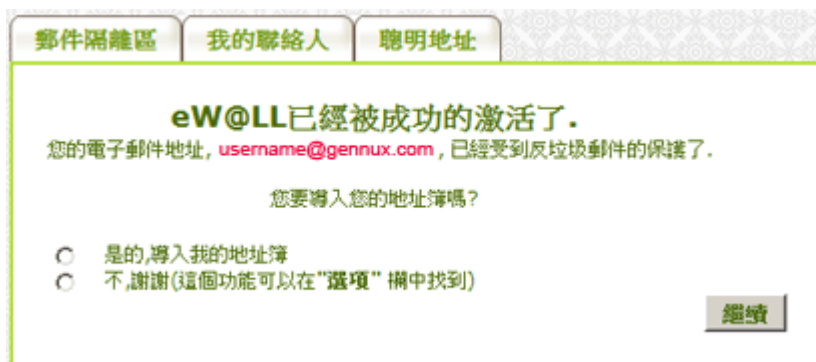 郵件隔離區 我的聯絡人 聰明地址
eW@LL已經被成功的激活了.
您的電子郵件地址, username@gennux.com , 已經受到反垃圾郵件的保護了.
您要導入您的地址簿嗎?
是的,導入我的地址簿
不,謝謝(這個功能可以在"選項" 欄中找到)
繼續